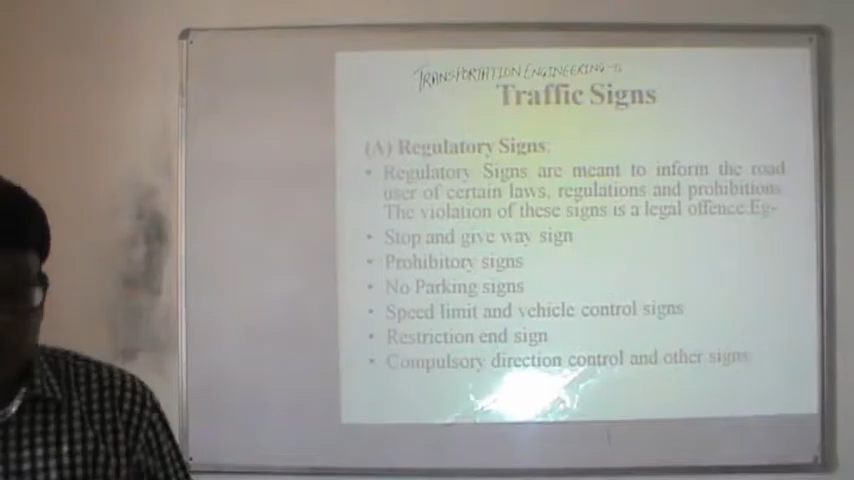 TRANSPORTATION ENGINEERING-II
Traffic Signs
(A) Regulatory Signs:
• Regulatory Signs are meant to inform the road
user of certain laws, regulations and prohibitions
The violation of these signs is a legal offence.Eg-
• Stop and give way sign
• Prohibitory signs
• No Parking signs
• Speed limit and vehicle control signs
• Restriction end sign
• Compulsory direction control and other signs